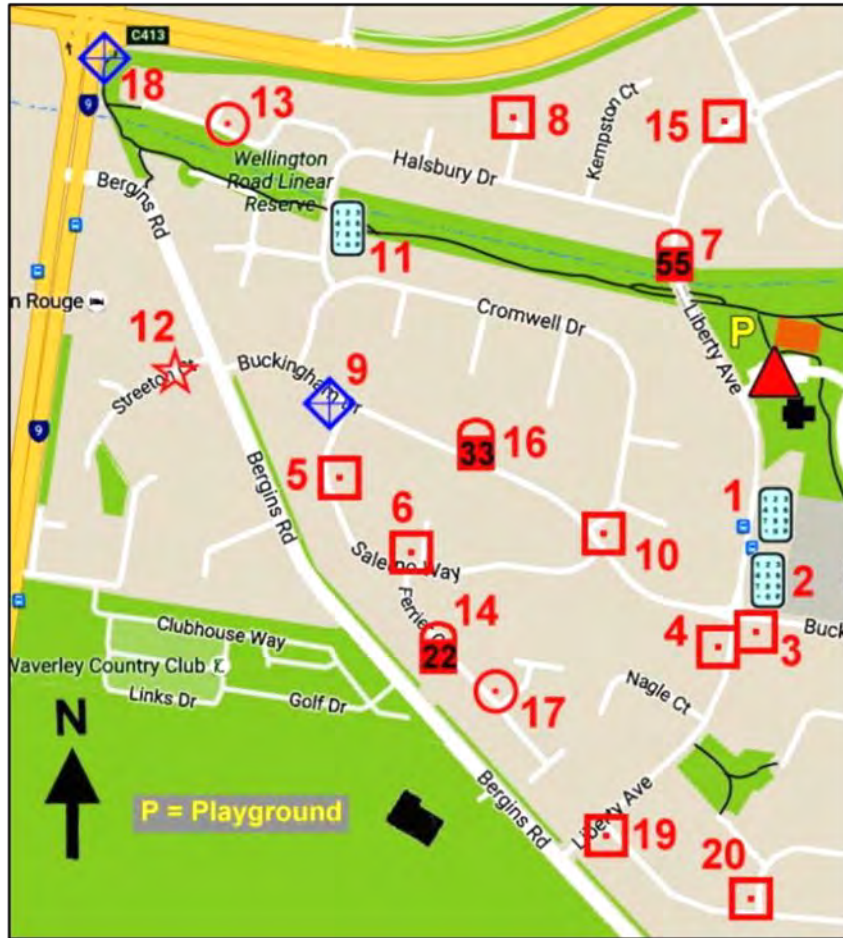 C413
18
13
8
Kempston Ct
15
9
Wellington
Road Linear
Reserve
Halsbury Dr
Bergins Rd
11
7
55
n Rouge
Cromwell Dr
Liberty Ave
P
12
Streeton Ct
Buckingham Dr
9
16
33
9
5
Bergins Rd
6
1
10
Salerno Way
2
Ferrier
14
22
Clubhouse Way
4
3
Buck
Waverley Country Club
Links Dr
Golf Dr
17
Nagle Ct
N
P = Playground
Bergins Rd
Liberty Ave
19
20